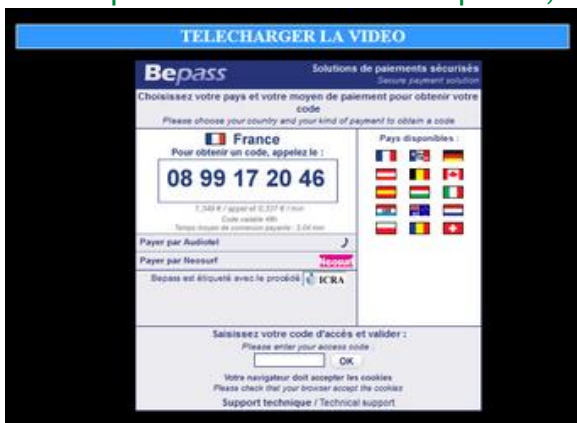 TELECHARGER LA VIDEO
Bepass
Solutions de paiements sécurisés
Secure payment solution
Choisissez votre pays et votre moyen de paiement pour obtenir votre
code
Please choose your country and your kind of payment to obtain a code
France
Pour obtenir un code, appelez le :
08 99 17 20 46
Pays disponibles :
Code valable 48h
Payer par Audiotel
Payer par Neosurf
Neosurf
Bepass est étiqueté avec le procédé ICRA
Saisissez votre code d'accès
et valider :
Please enter your access code :
OK
Votre navigateur doit accepter les cookies
Please check that your browser accept the cookies
Support technique / Technical support